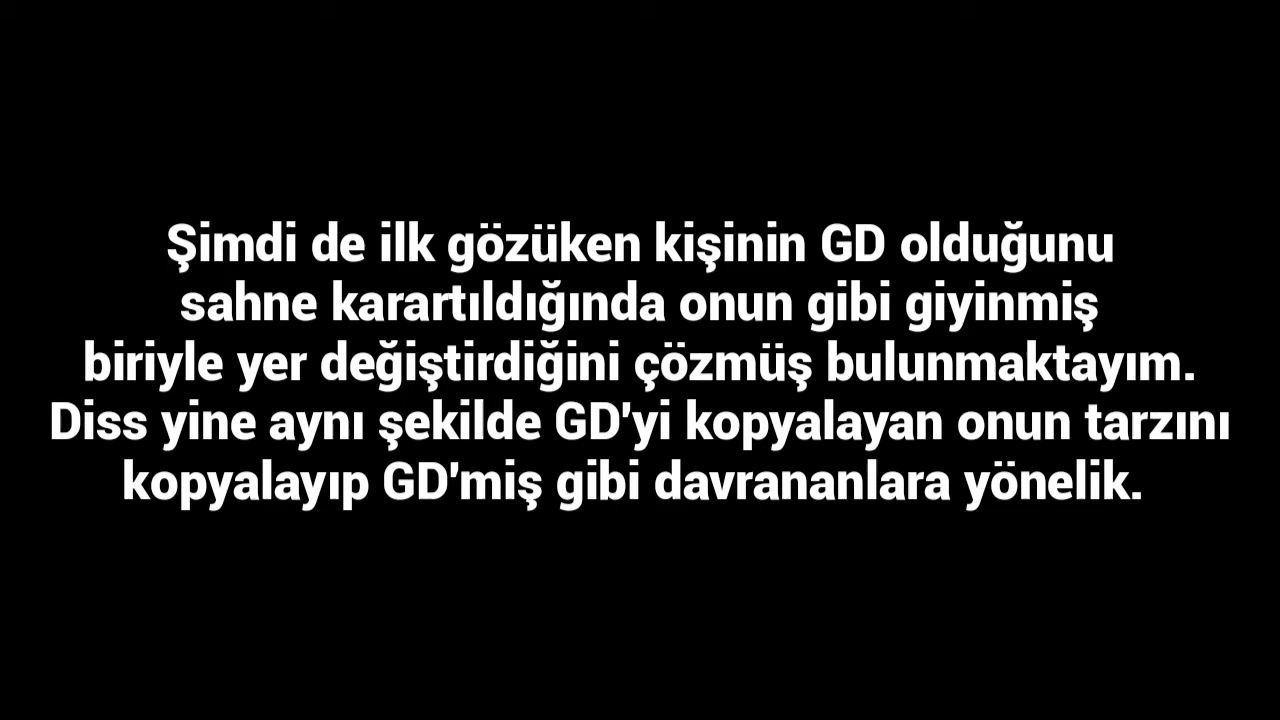 Şimdi de ilk gözüken kişinin GD olduğunu
sahne karartıldığında onun gibi giyinmiş
biriyle yer değiştirdiğini çözmüş bulunmaktayım.
Diss yine aynı şekilde GD'yi kopyalayan onun tarzını
kopyalayıp GD'miş gibi davrananlara yönelik.